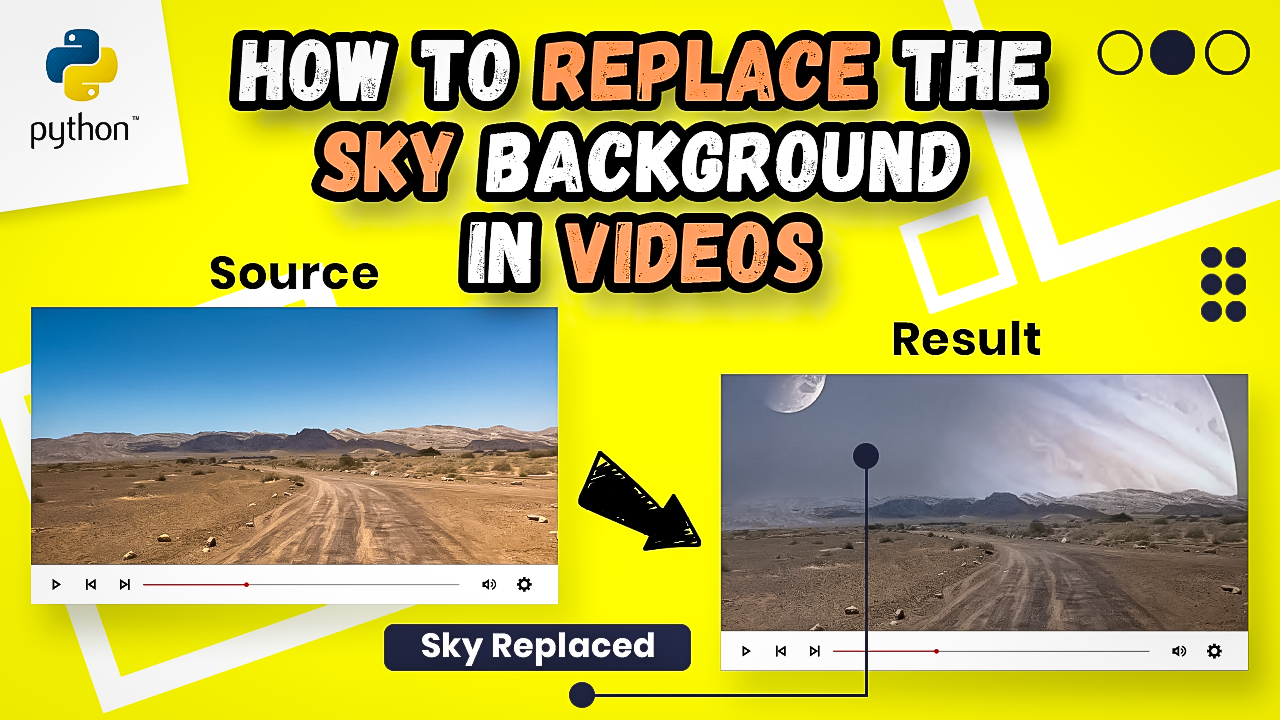 python™
HOW TO REPLACE THE
SKY BACKGROUND
IN VIDEOS
Source
Result
Sky Replaced